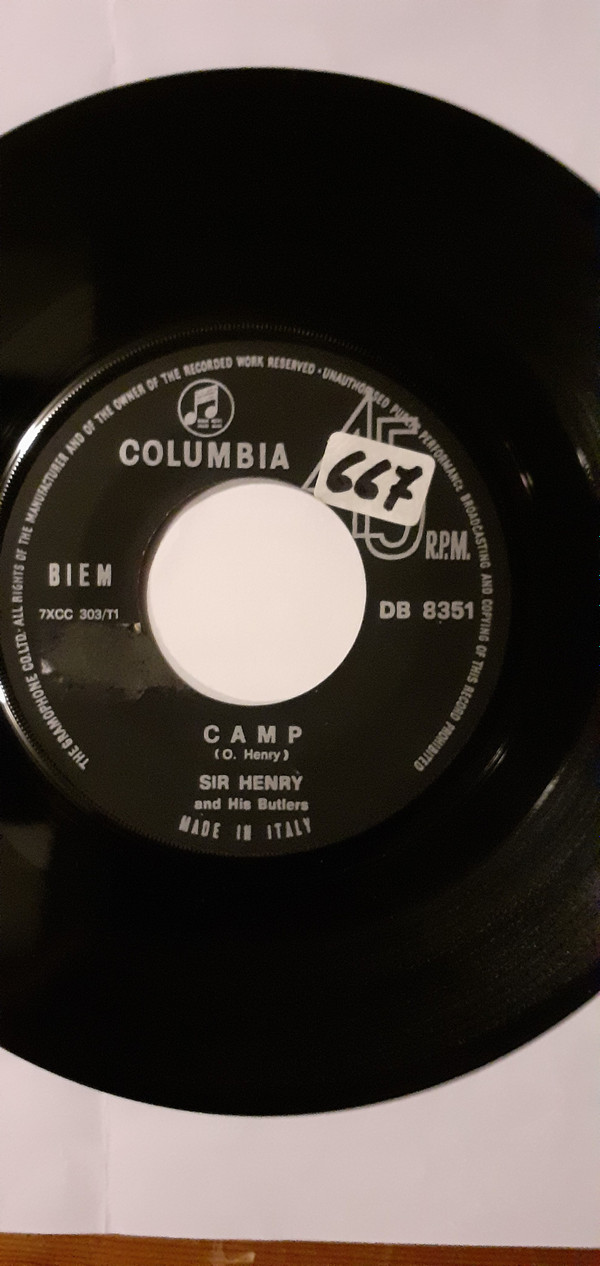 THE GRAMOPHONE CO.LTD. · ALL RIGHTS OF THE MANUFACTURER AND OF THE OWNER OF THE RECORDED WORK RESERVED · UNAUTHORISED PUBLIC PERFORMANCE BROADCASTING AND COPYING OF THIS RECORD PROHIBITED
COLUMBIA
667
45
R.P.M.
BIEM
7XCC 303/T1
DB 8351
CAMP
(O. Henry)
SIR HENRY
and His Butlers
MADE IN ITALY